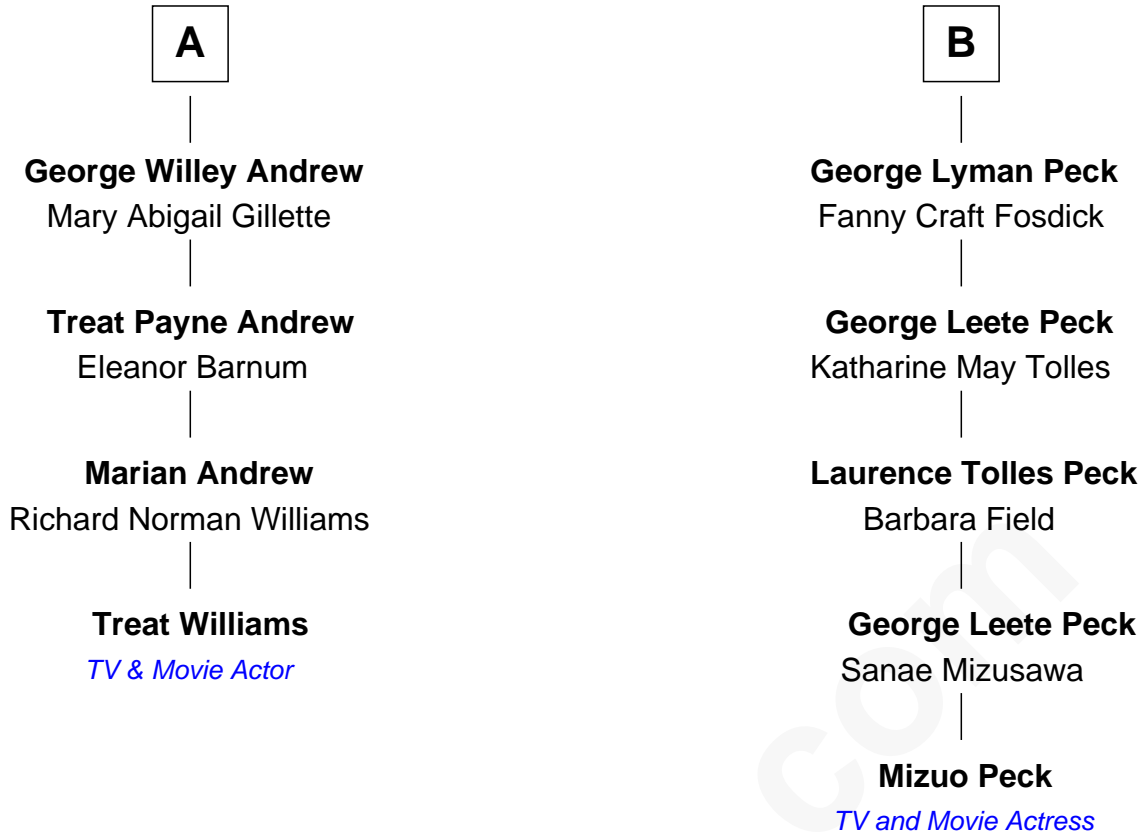 A
George Willey Andrew
Mary Abigail Gillette
Treat Payne Andrew
Eleanor Barnum
Marian Andrew
Richard Norman Williams
Treat Williams
TV & Movie Actor
B
George Lyman Peck
Fanny Craft Fosdick
George Leete Peck
Katharine May Tolles
Laurence Tolles Peck
Barbara Field
George Leete Peck
Sanae Mizusawa
Mizuo Peck
TV and Movie Actress
com